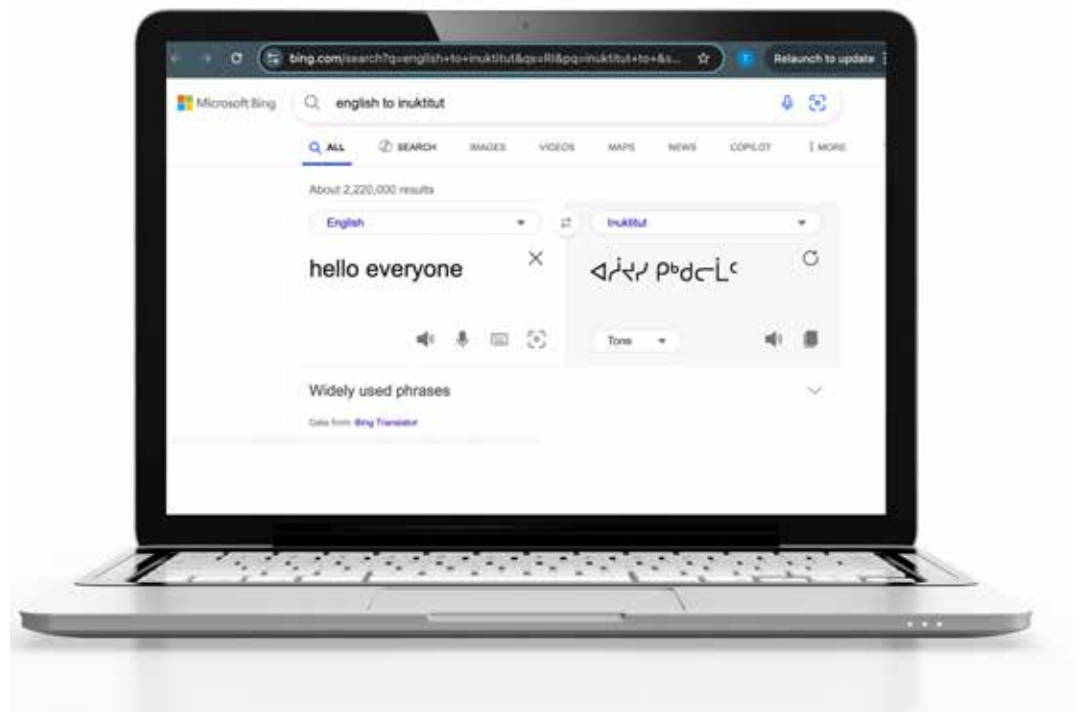 bing.com/search?q=english+to+inuktitut&qs=RI&pq=inuktitut+to+&s...
Relaunch to update
Microsoft Bing
english to inuktitut
ALL SEARCH IMAGES VIDEOS MAPS NEWS COPILOT MORE
About 2,220,000 results
English Inuktitut
hello everyone ᑭᒃᑯᓕᒫᑦ
Tone
Widely used phrases
Data from: Bing Translator